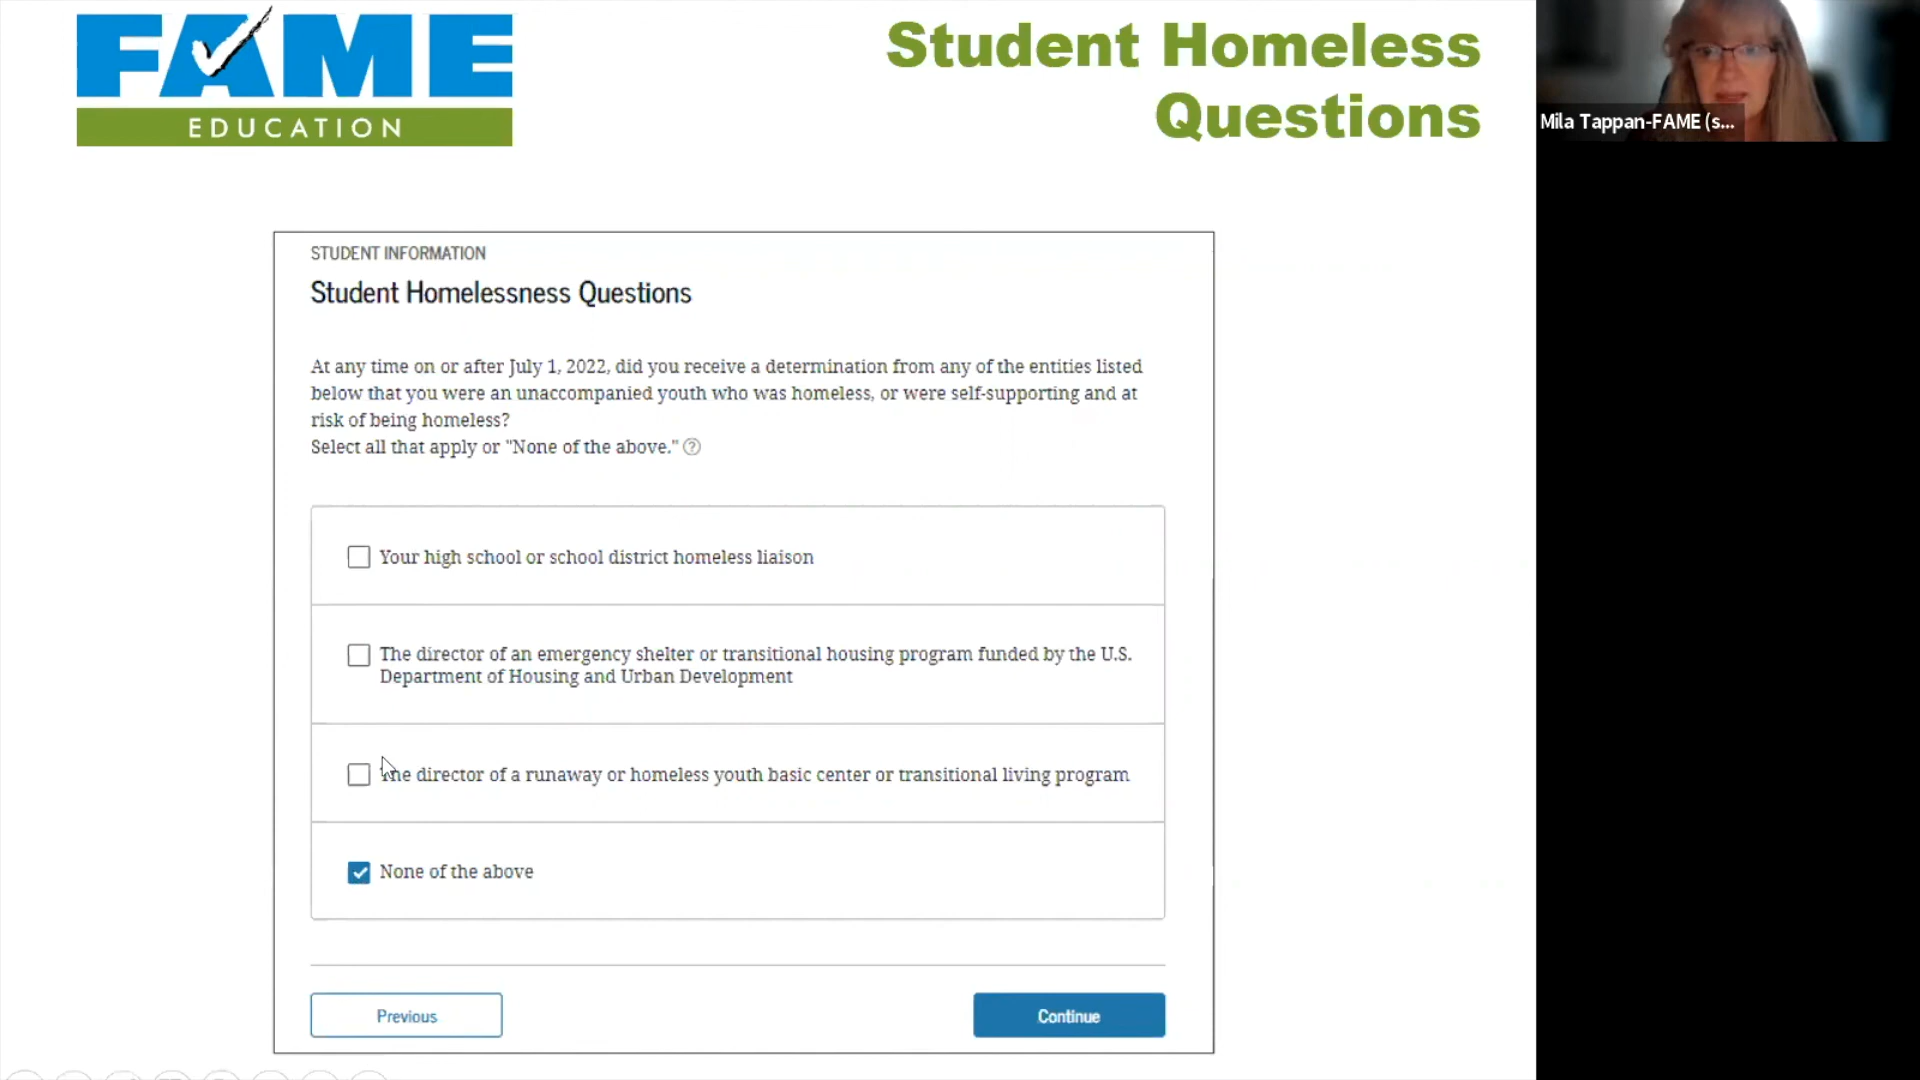 FAME
EDUCATION
Student Homeless
Questions
Mila Tappan-FAME (s...
STUDENT INFORMATION
Student Homelessness Questions
At any time on or after July 1, 2022, did you receive a determination from any of the entities listed
below that you were an unaccompanied youth who was homeless, or were self-supporting and at
risk of being homeless?
Select all that apply or "None of the above." ?
Your high school or school district homeless liaison
The director of an emergency shelter or transitional housing program funded by the U.S.
Department of Housing and Urban Development
The director of a runaway or homeless youth basic center or transitional living program
None of the above
Previous
Continue